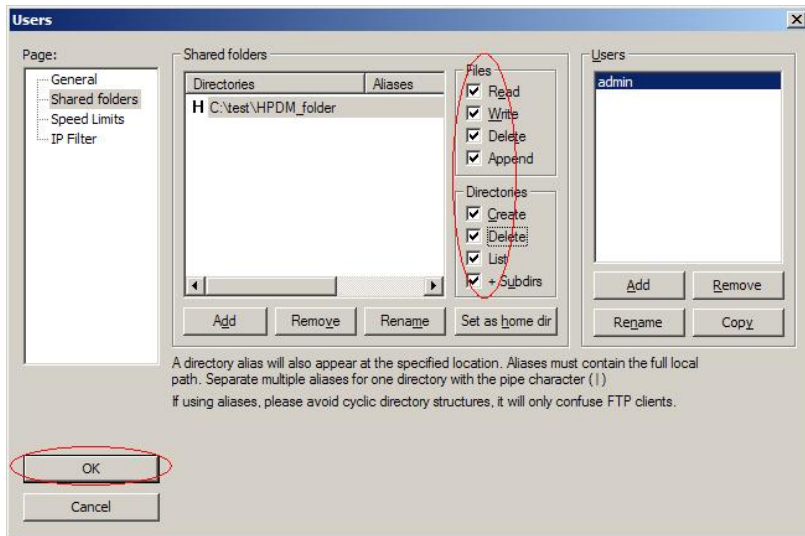 Users
Page:
General
Shared folders
Speed Limits
IP Filter
Shared folders
Directories Aliases
H C:\test\HPDM_folder
Files
Read
Write
Delete
Append
Directories
Create
Delete
List
+ Subdirs
Add Remove Rename Set as home dir
Users
admin
Add Remove
Rename Copy
A directory alias will also appear at the specified location. Aliases must contain the full local
path. Separate multiple aliases for one directory with the pipe character ( | )
If using aliases, please avoid cyclic directory structures, it will only confuse FTP clients.
OK
Cancel